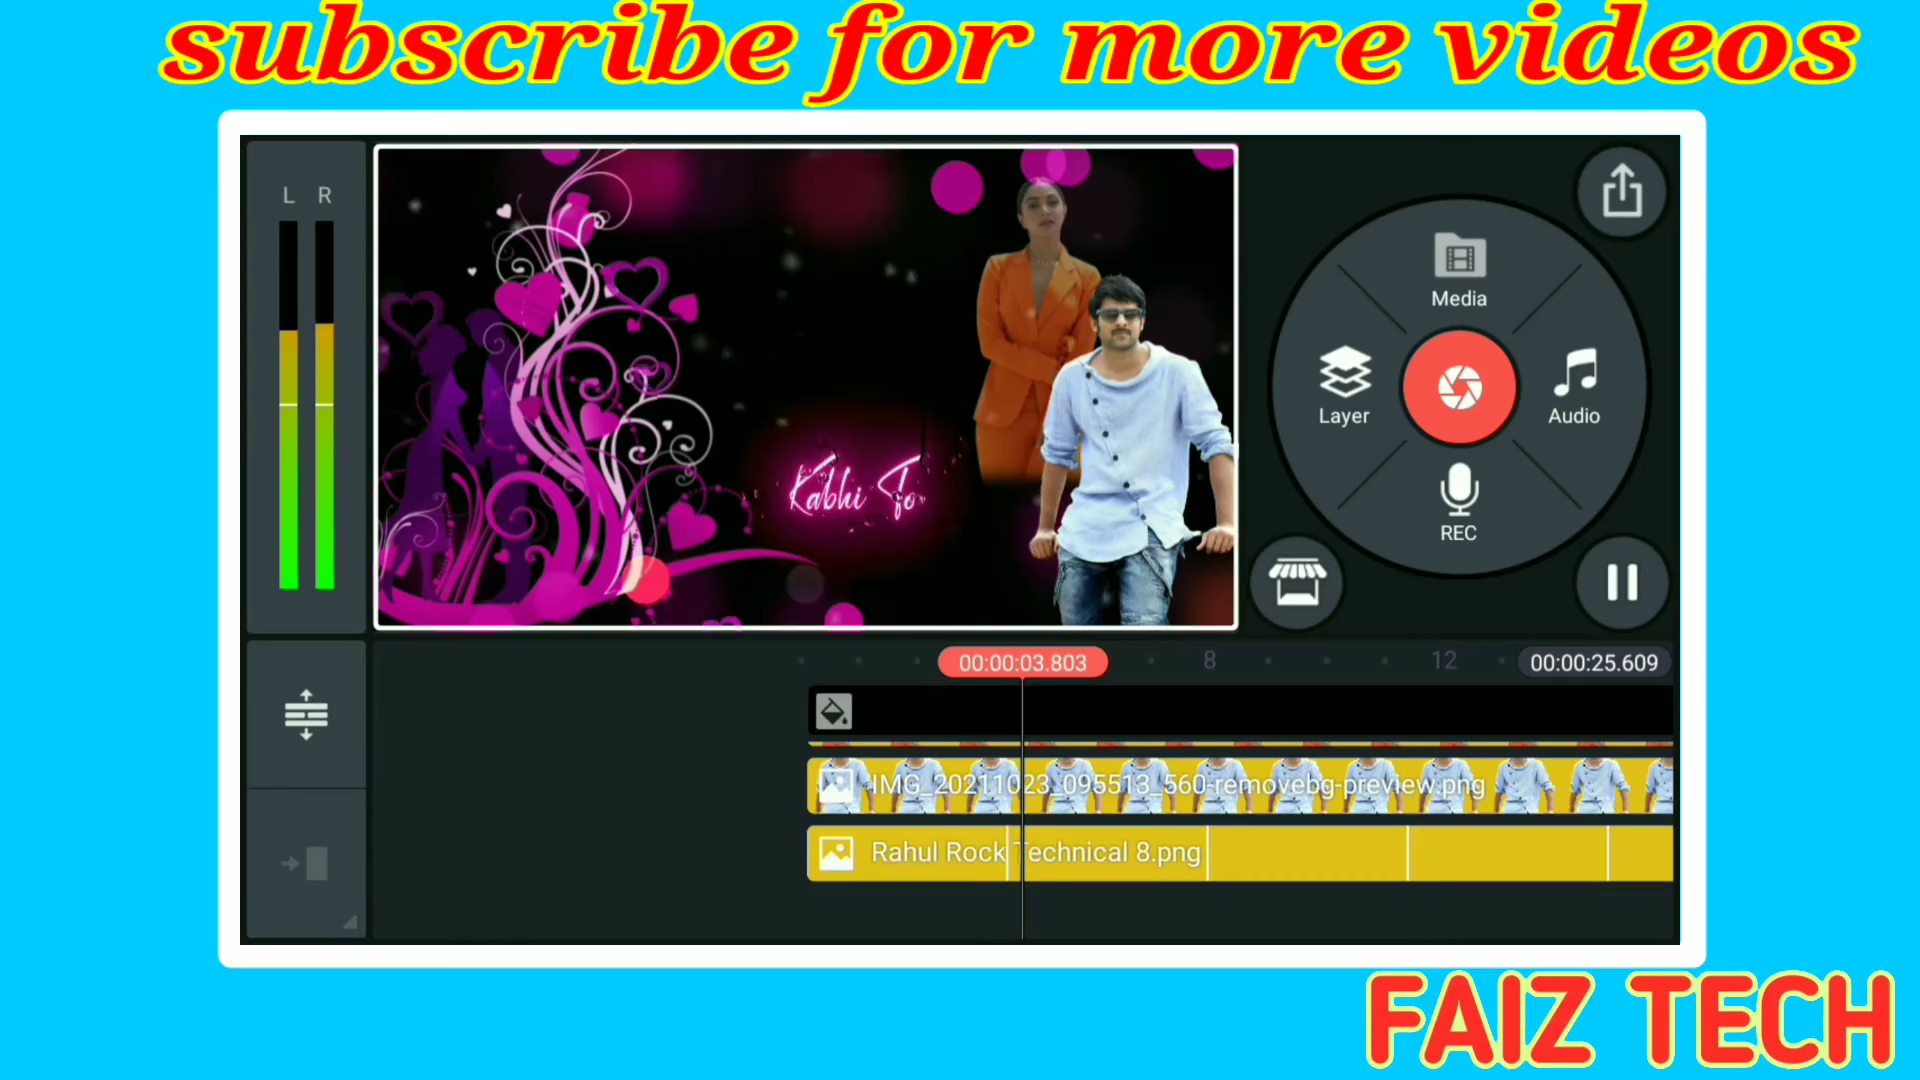 subscribe for more videos
L R
Media
Layer
Audio
REC
Kabhi To
00:00:03.803
8
12
00:00:25.609
IMG_20211023_095513_560-removebg-preview.png
Rahul Rock Technical 8.png
FAIZ TECH